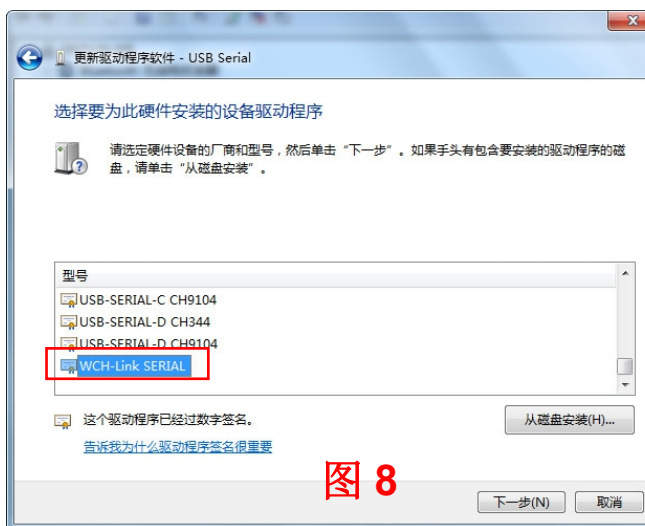 更新驱动程序软件 - USB Serial
选择要为此硬件安装的设备驱动程序
请选定硬件设备的厂商和型号，然后单击“下一步”。如果手头有包含要安装的驱动程序的磁
盘，请单击“从磁盘安装”。
型号
USB-SERIAL-C CH9104
USB-SERIAL-D CH344
USB-SERIAL-D CH9104
WCH-Link SERIAL
这个驱动程序已经过数字签名。
从磁盘安装(H)...
告诉我为什么驱动程序签名很重要
图 8
下一步(N)
取消